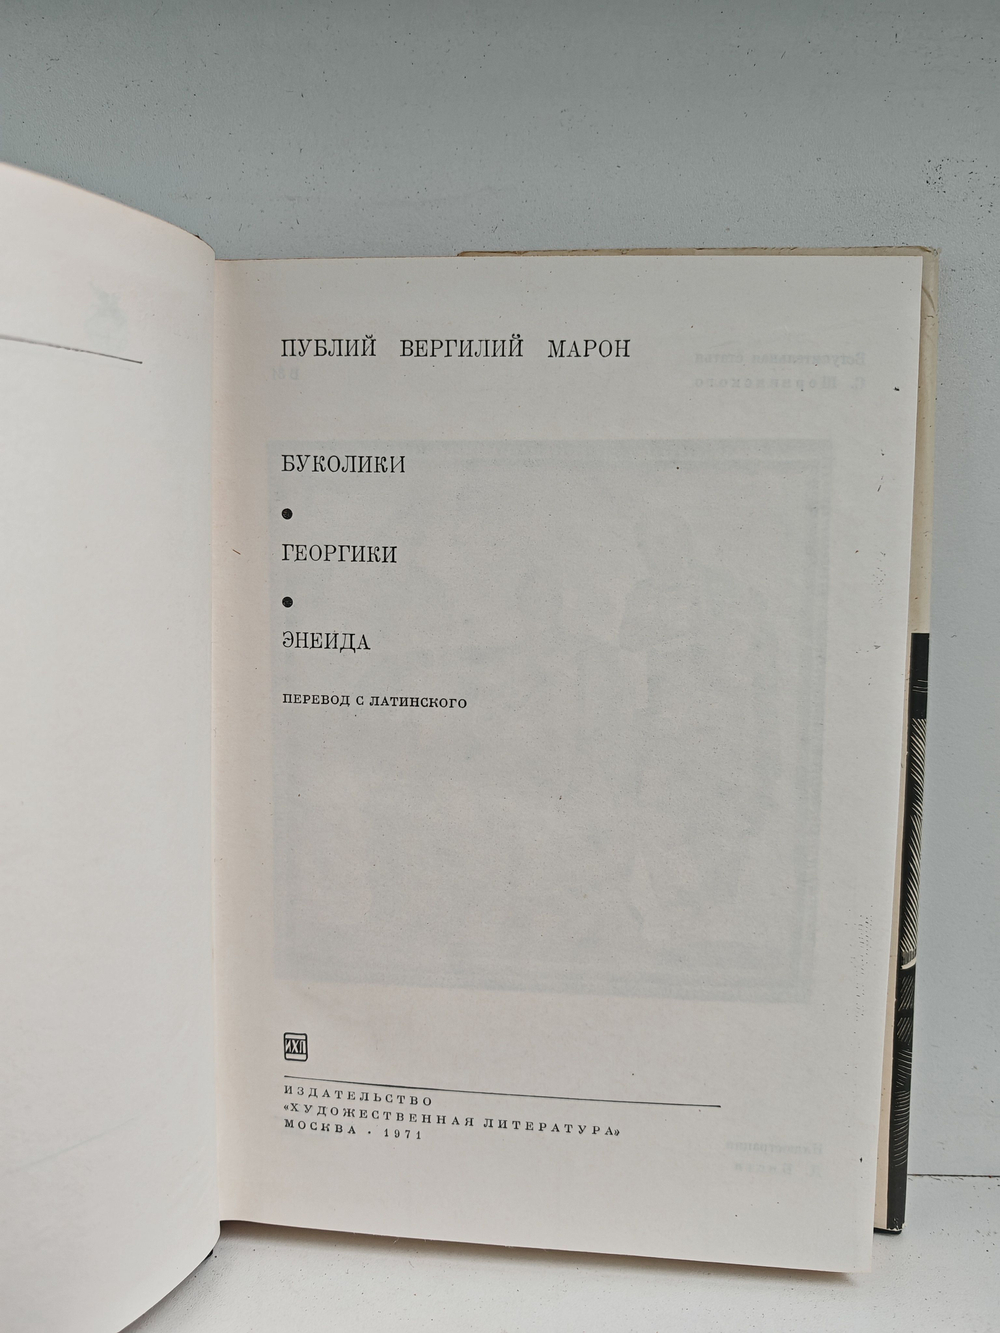 ПУБЛИЙ ВЕРГИЛИЙ МАРОН
БУКОЛИКИ
•
ГЕОРГИКИ
•
ЭНЕИДА
ПЕРЕВОД С ЛАТИНСКОГО
ИХЛ
ИЗДАТЕЛЬСТВО
«ХУДОЖЕСТВЕННАЯ ЛИТЕРАТУРА»
МОСКВА · 1971